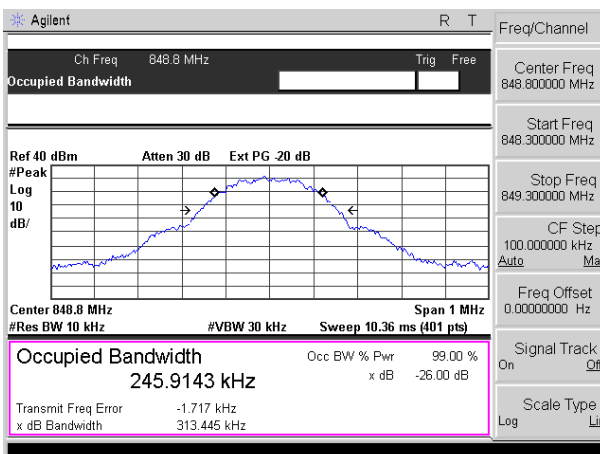 Agilent
R T
Ch Freq 848.8 MHz Trig Free
Occupied Bandwidth
Ref 40 dBm Atten 30 dB Ext PG -20 dB
#Peak
Log
10
dB/
Center 848.8 MHz Span 1 MHz
#Res BW 10 kHz #VBW 30 kHz Sweep 10.36 ms (401 pts)
Occupied Bandwidth
245.9143 kHz
Occ BW % Pwr 99.00 %
x dB -26.00 dB
Transmit Freq Error -1.717 kHz
x dB Bandwidth 313.445 kHz
Freq/Channel
Center Freq
848.800000 MHz
Start Freq
848.300000 MHz
Stop Freq
849.300000 MHz
CF Step
100.000000 kHz
Auto Ma
Freq Offset
0.00000000 Hz
Signal Track
On Of
Scale Type
Log Li